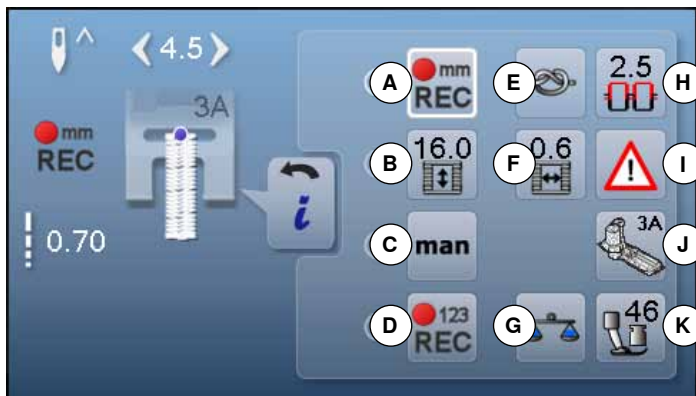 ^ 4.5
3A
mm
REC
0.70
i
A mm REC E H 2.5
B 16.0 F 0.6 I !
C man J 3A
D 123 REC G K 46